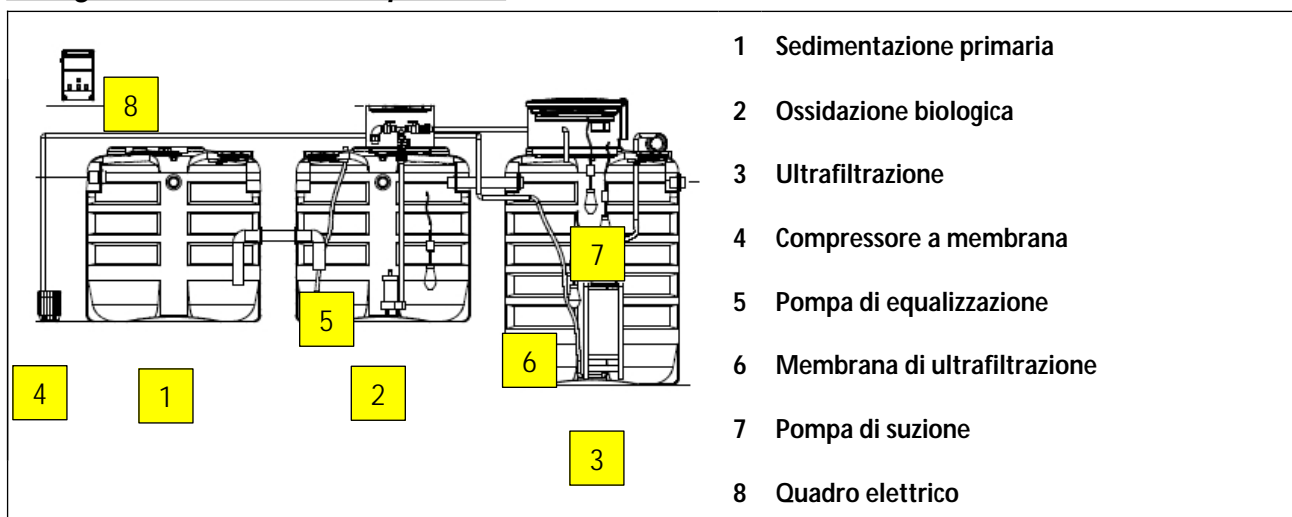 1 Sedimentazione primaria
2 Ossidazione biologica
3 Ultrafiltrazione
4 Compressore a membrana
5 Pompa di equalizzazione
6 Membrana di ultrafiltrazione
7 Pompa di suzione
8 Quadro elettrico
8
7
5
6
4
1
2
3